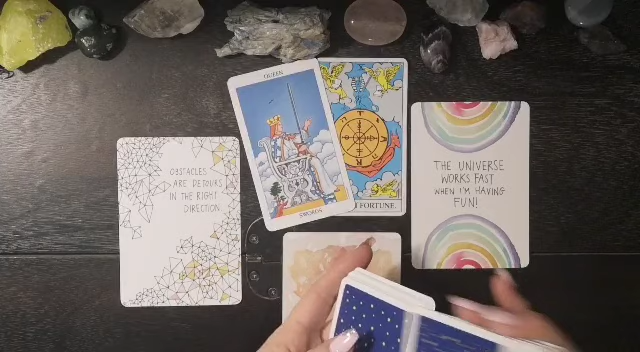 OBSTACLES
ARE DETOURS
IN THE RIGHT
DIRECTION.
QUEEN
SWORDS
FORTUNE.
THE UNIVERSE
WORKS FAST
WHEN I'M HAVING
FUN!